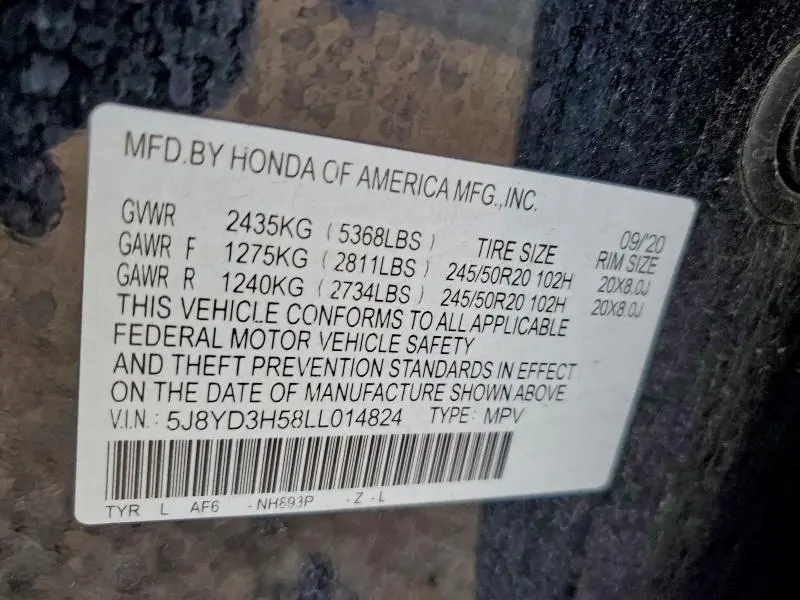 MFD.BY HONDA OF AMERICA MFG.,INC.
09/'20
GVWR 2435KG (5368LBS) TIRE SIZE RIM SIZE
GAWR F 1275KG (2811LBS) 245/50R20 102H 20X8.0J
GAWR R 1240KG (2734LBS) 245/50R20 102H 20X8.0J
THIS VEHICLE CONFORMS TO ALL APPLICABLE
FEDERAL MOTOR VEHICLE SAFETY
AND THEFT PREVENTION STANDARDS IN EFFECT
ON THE DATE OF MANUFACTURE SHOWN ABOVE.
V.I.N.: 5J8YD3H58LL014824 TYPE: MPV
TYR L AF6 -NH893P -Z-L